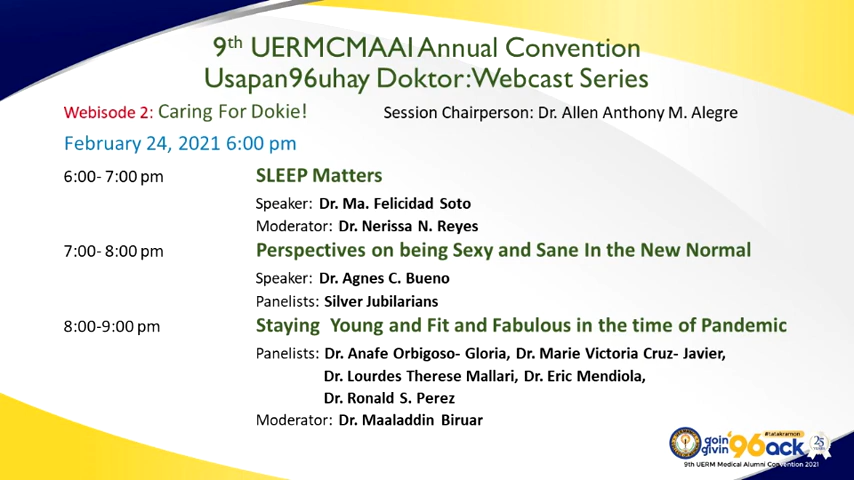 9th UERMCMAAI Annual Convention
Usapan96uhay Doktor:Webcast Series
Webisode 2: Caring For Dokie! Session Chairperson: Dr. Allen Anthony M. Alegre
February 24, 2021 6:00 pm
6:00- 7:00 pm SLEEP Matters
Speaker: Dr. Ma. Felicidad Soto
Moderator: Dr. Nerissa N. Reyes
7:00- 8:00 pm Perspectives on being Sexy and Sane In the New Normal
Speaker: Dr. Agnes C. Bueno
Panelists: Silver Jubilarians
8:00-9:00 pm Staying Young and Fit and Fabulous in the time of Pandemic
Panelists: Dr. Anafe Orbigoso- Gloria, Dr. Marie Victoria Cruz- Javier,
Dr. Lourdes Therese Mallari, Dr. Eric Mendiola,
Dr. Ronald S. Perez
Moderator: Dr. Maaladdin Biruar
#tatakramon
goin' givin '96ack 25 YEARS
9th UERM Medical Alumni Convention 2021